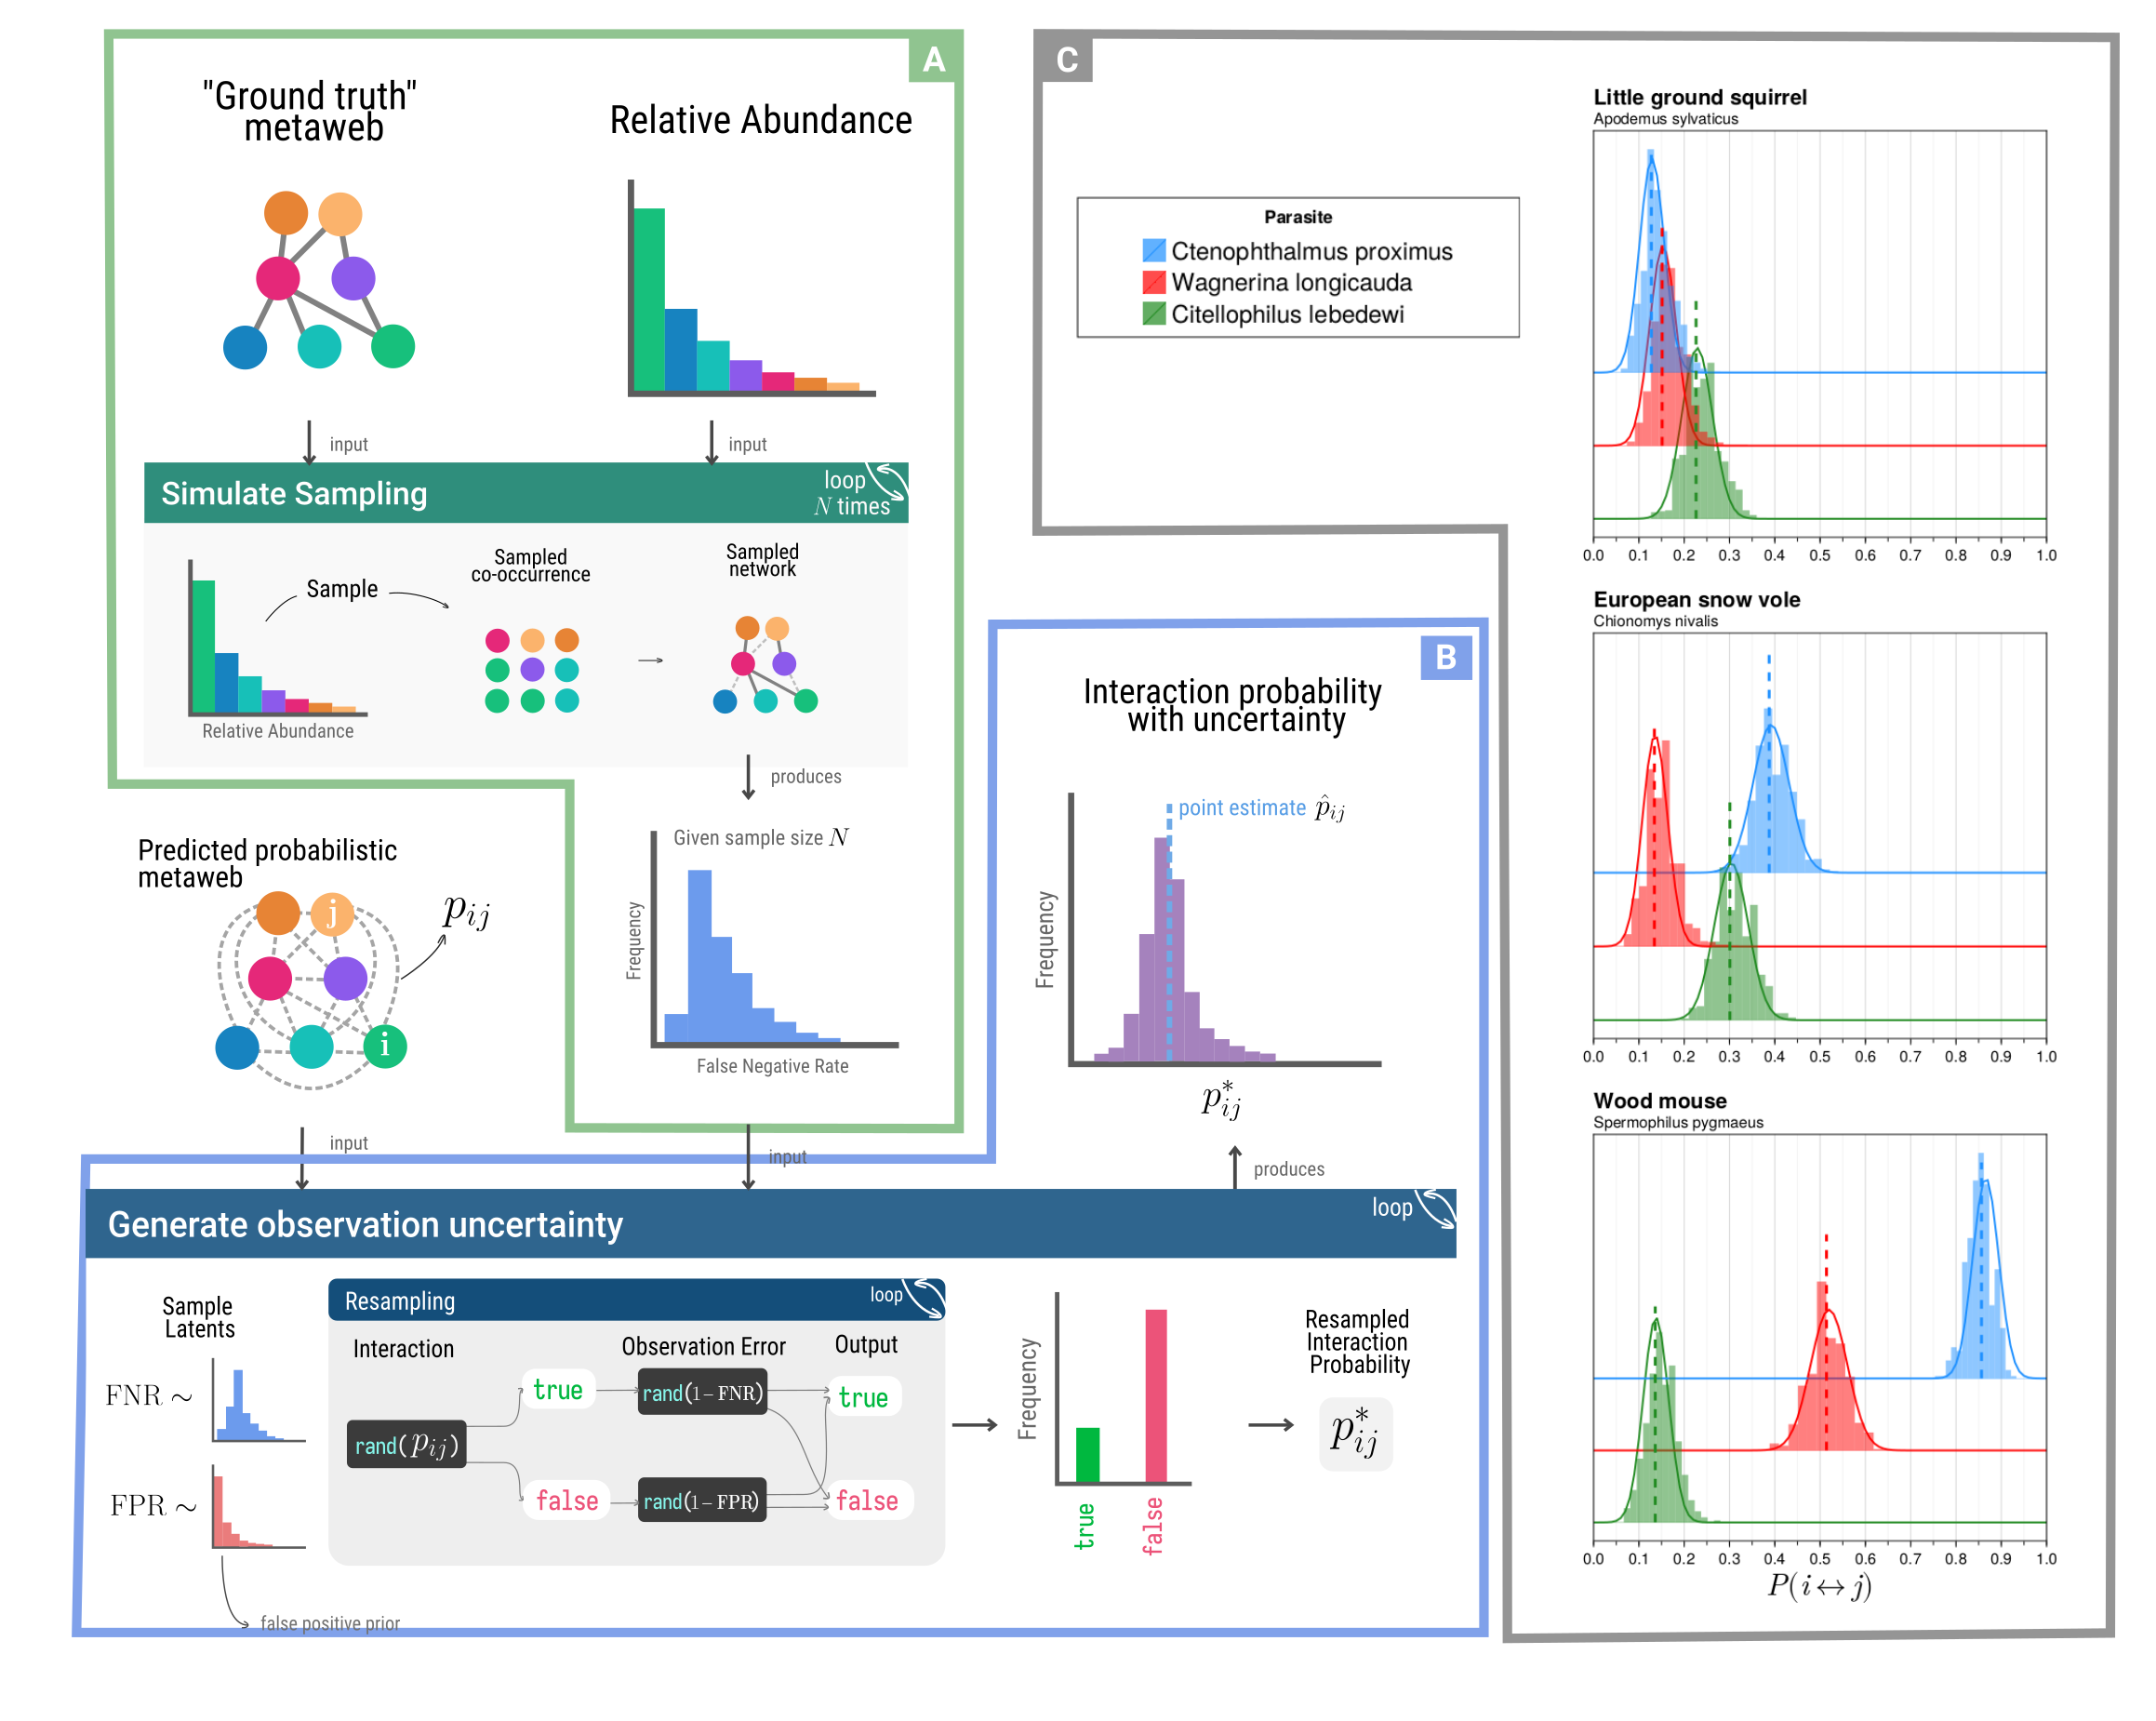 A
"Ground truth"
metaweb
Relative Abundance
input
input
Simulate Sampling
loop
N times
Sample
Relative Abundance
Sampled
co-occurrence
Sampled
network
produces
Given sample size N
Frequency
False Negative Rate
Predicted probabilistic
metaweb
j
i
p_{ij}
input
input
B
Interaction probability
with uncertainty
point estimate \hat{p}_{ij}
Frequency
p^*_{ij}
produces
Generate observation uncertainty
loop
Sample
Latents
FNR ~
FPR ~
false positive prior
Resampling
loop
Interaction
Observation Error
Output
rand(p_{ij})
true
rand(1-FNR)
true
false
rand(1-FPR)
false
Frequency
true
false
Resampled
Interaction
Probability
p^*_{ij}
C
Parasite
Ctenophthalmus proximus
Wagnerina longicauda
Citellophilus lebedewi
Little ground squirrel
Apodemus sylvaticus
0.0 0.1 0.2 0.3 0.4 0.5 0.6 0.7 0.8 0.9 1.0
European snow vole
Chionomys nivalis
0.0 0.1 0.2 0.3 0.4 0.5 0.6 0.7 0.8 0.9 1.0
Wood mouse
Spermophilus pygmaeus
0.0 0.1 0.2 0.3 0.4 0.5 0.6 0.7 0.8 0.9 1.0
P(i↔j)